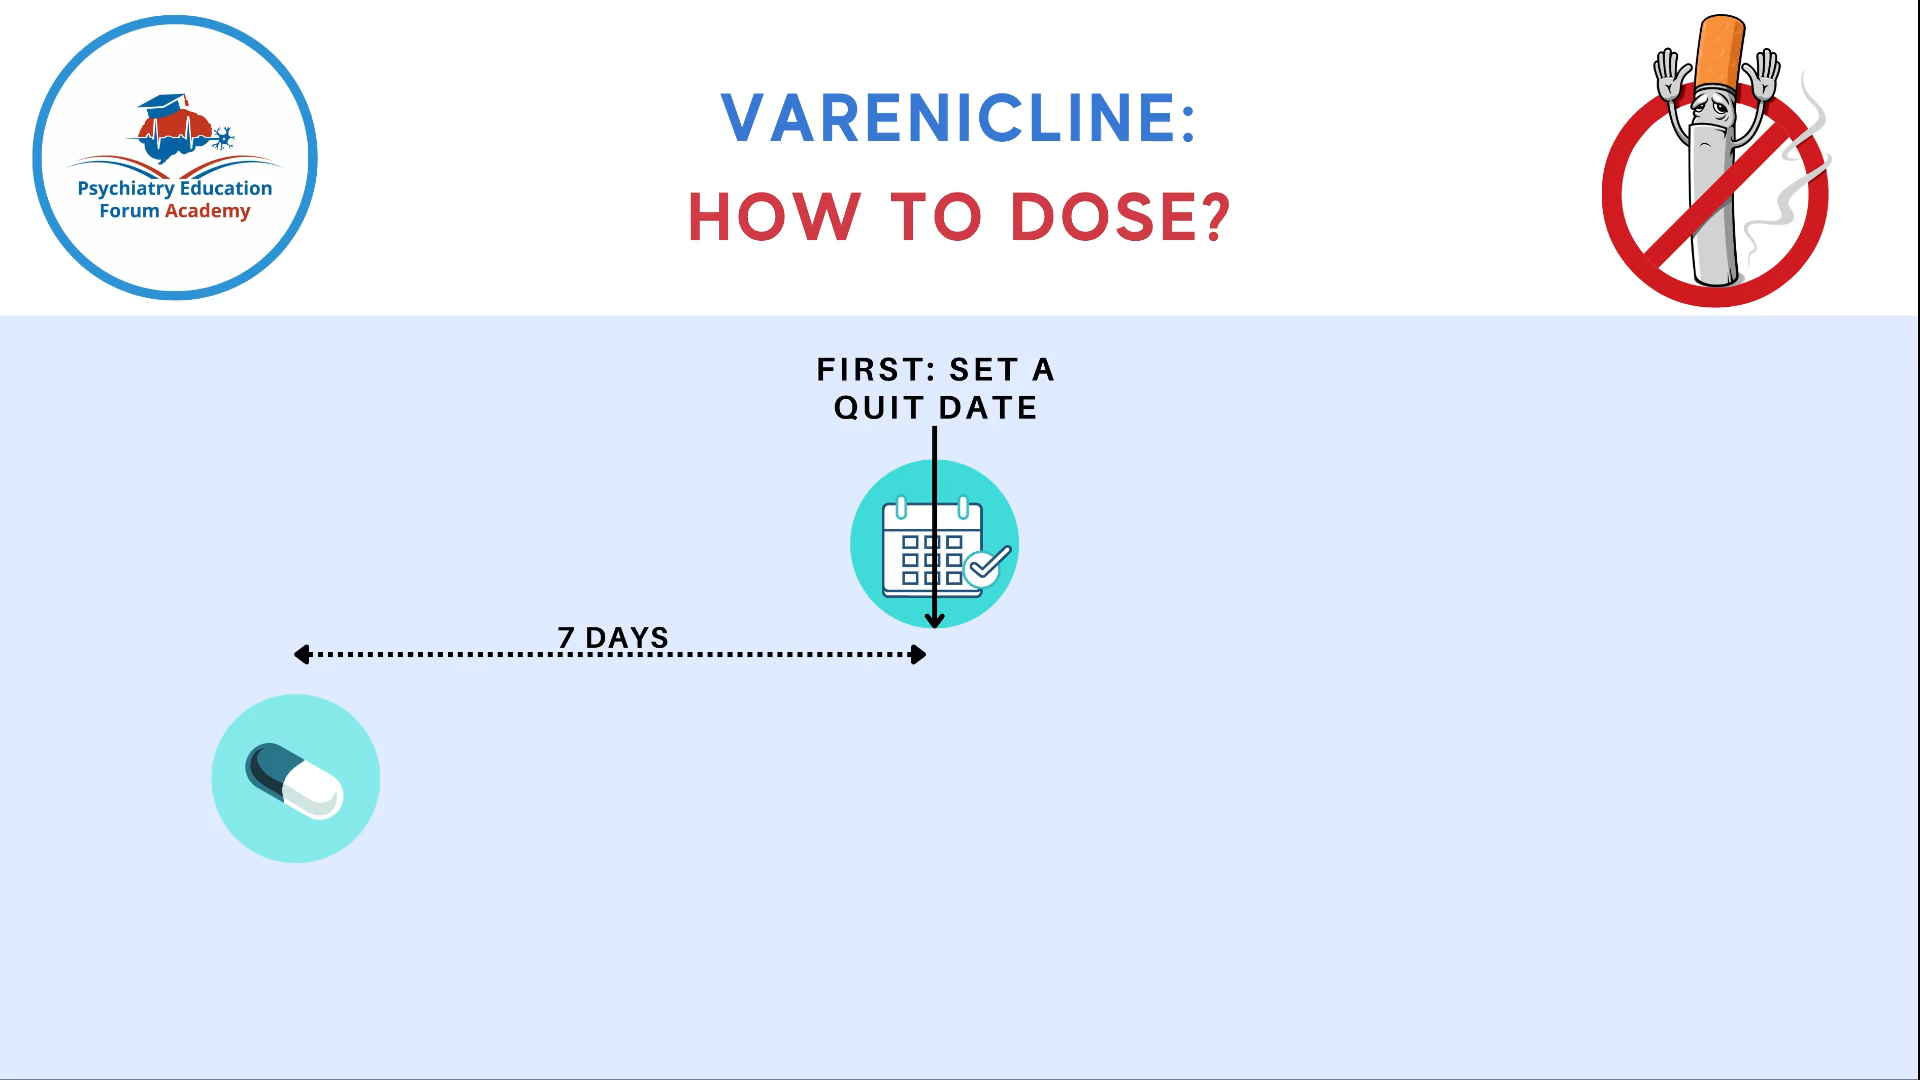 Psychiatry Education
Forum Academy
VARENICLINE:
HOW TO DOSE?
FIRST: SET A
QUIT DATE
7 DAYS